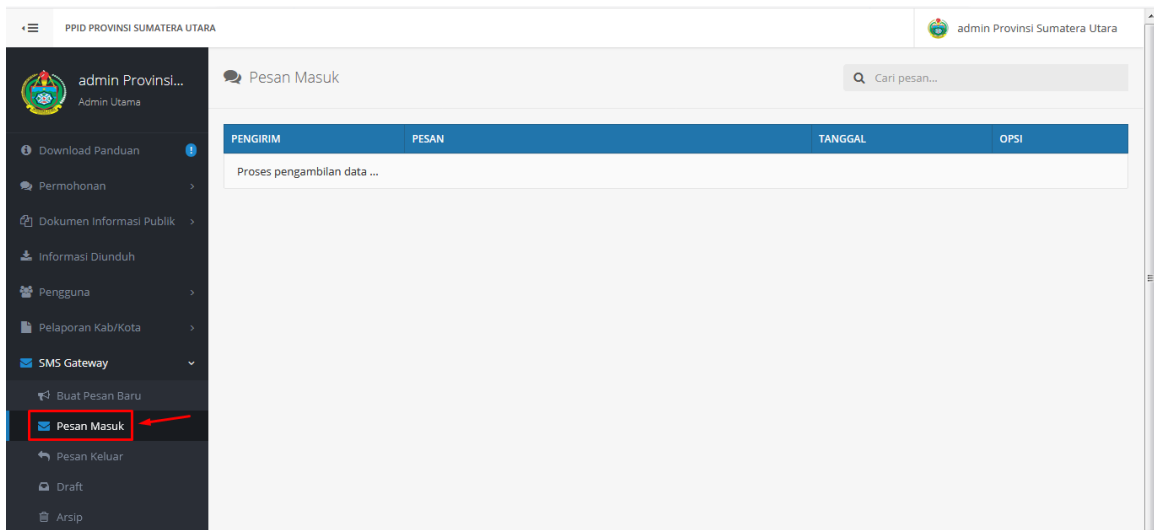 PPID PROVINSI SUMATERA UTARA
admin Provinsi Sumatera Utara
admin Provinsi...
Admin Utama
Download Panduan
Permohonan
Dokumen Informasi Publik
Informasi Diunduh
Pengguna
Pelaporan Kab/Kota
SMS Gateway
Buat Pesan Baru
Pesan Masuk
Pesan Keluar
Draft
Arsip
Pesan Masuk
Cari pesan...
PENGIRIM PESAN TANGGAL OPSI
Proses pengambilan data ...